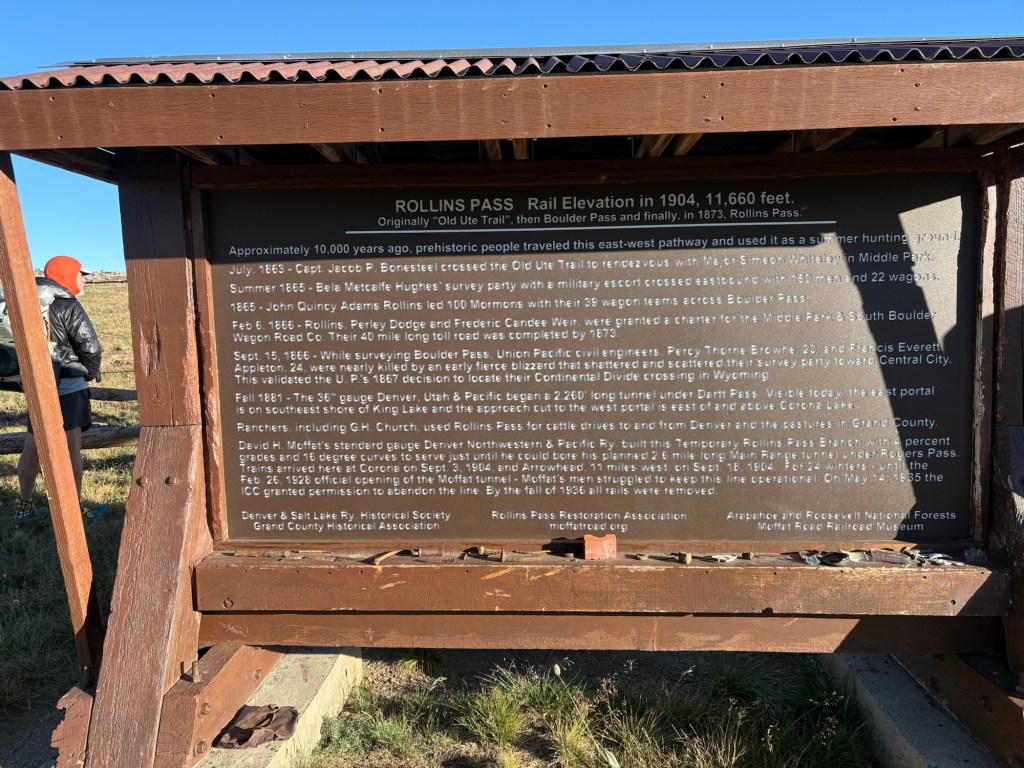 ROLLINS PASS Rail Elevation in 1904, 11,660 feet.
Originally "Old Ute Trail", then Boulder Pass and finally, in 1873, Rollins Pass.
Approximately 10,000 years ago, prehistoric people traveled this east-west pathway and used it as a summer hunting ground.
July, 1863 - Capt. Jacob P. Bonesteel crossed the Old Ute Trail to rendezvous with Major Simeon Whiteley in Middle Park.
Summer 1865 - Bela Metcalfe Hughes' survey party with a military escort crossed eastbound with 150 men and 22 wagons.
1865 - John Quincy Adams Rollins led 100 Mormons with their 39 wagon teams across Boulder Pass.
Feb 6, 1866 - Rollins, Perley Dodge and Frederic Candee Weir, were granted a charter for the Middle Park & South Boulder
Wagon Road Co. Their 40 mile long toll road was completed by 1873.
Sept. 15, 1866 - While surveying Boulder Pass, Union Pacific civil engineers, Percy Thorne Browne, 23, and Francis Everett
Appleton, 24, were nearly killed by an early fierce blizzard that shattered and scattered their survey party toward Central City.
This validated the U. P.'s 1867 decision to locate their Continental Divide crossing in Wyoming.
Fall 1881 - The 36" gauge Denver, Utah & Pacific began a 2,260' long tunnel under Dartt Pass. Visible today, the east portal
is on southeast shore of King Lake and the approach cut to the west portal is east of and above Corona Lake.
Ranchers, including G.H. Church, used Rollins Pass for cattle drives to and from Denver and the pastures in Grand County.
David H. Moffat's standard gauge Denver Northwestern & Pacific Ry. built this Temporary Rollins Pass Branch with 4 percent
grades and 16 degree curves to serve just until he could bore his planned 2.6 mile long Main Range tunnel under Rogers Pass.
Trains arrived here at Corona on Sept. 3, 1904, and Arrowhead, 11 miles west, on Sept. 18, 1904. For 24 winters - until the
Feb. 26, 1928 official opening of the Moffat tunnel - Moffat's men struggled to keep this line operational. On May 14, 1935 the
ICC granted permission to abandon the line. By the fall of 1936 all rails were removed.
Denver & Salt Lake Ry. Historical Society Rollins Pass Restoration Association Arapahoe and Roosevelt National Forests
Grand County Historical Association moffatroad.org Moffat Road Railroad Museum